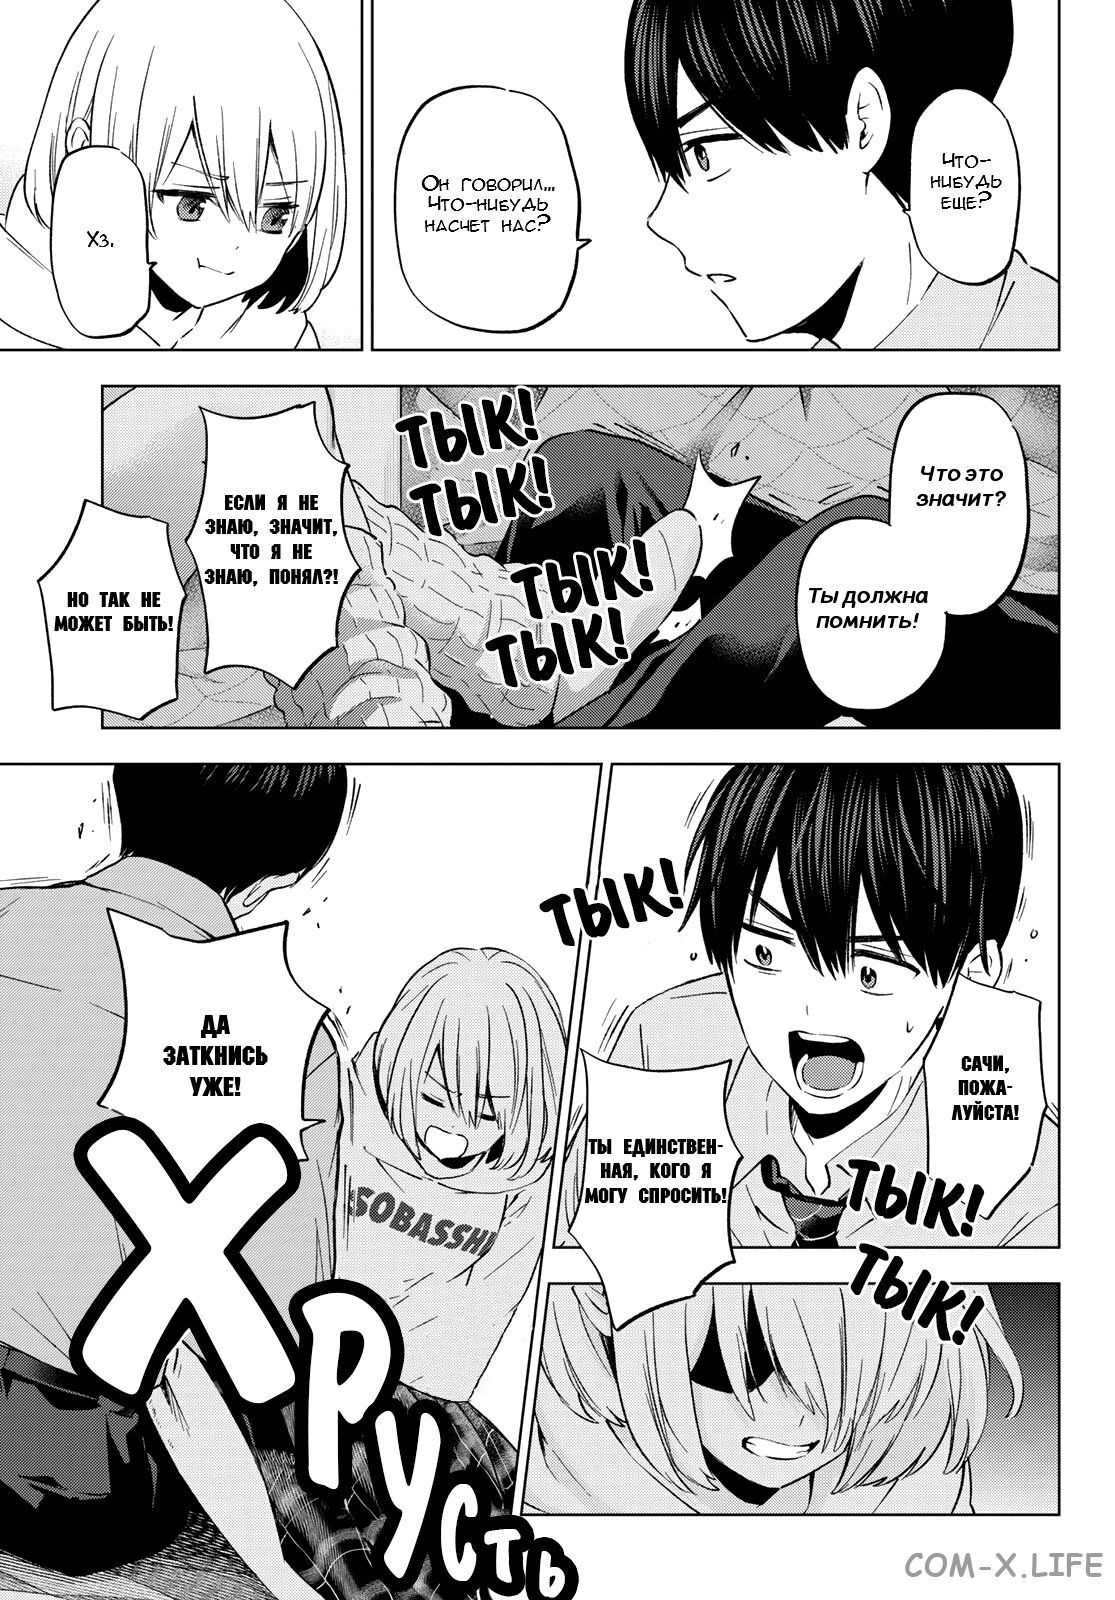 Что-
нибудь
еще?
Он говорил...
Что-нибудь
насчет нас?
Хз.
Что это
значит?
Ты должна
помнить!
ТЫК!
ТЫК!
ТЫК!
ТЫК!
ЕСЛИ Я НЕ
ЗНАЮ, ЗНАЧИТ,
ЧТО Я НЕ
ЗНАЮ, ПОНЯЛ?!
НО ТАК НЕ
МОЖЕТ БЫТЬ!
ТЫК!
САЧИ,
ПОЖА-
ЛУЙСТА!
ТЫ ЕДИНСТВЕН-
НАЯ, КОГО Я
МОГУ СПРОСИТЬ!
ТЫК!
ТЫК!
ДА
ЗАТКНИСЬ
УЖЕ!
SOBASSHI
ХРУСТЬ
COM-X.LIFE